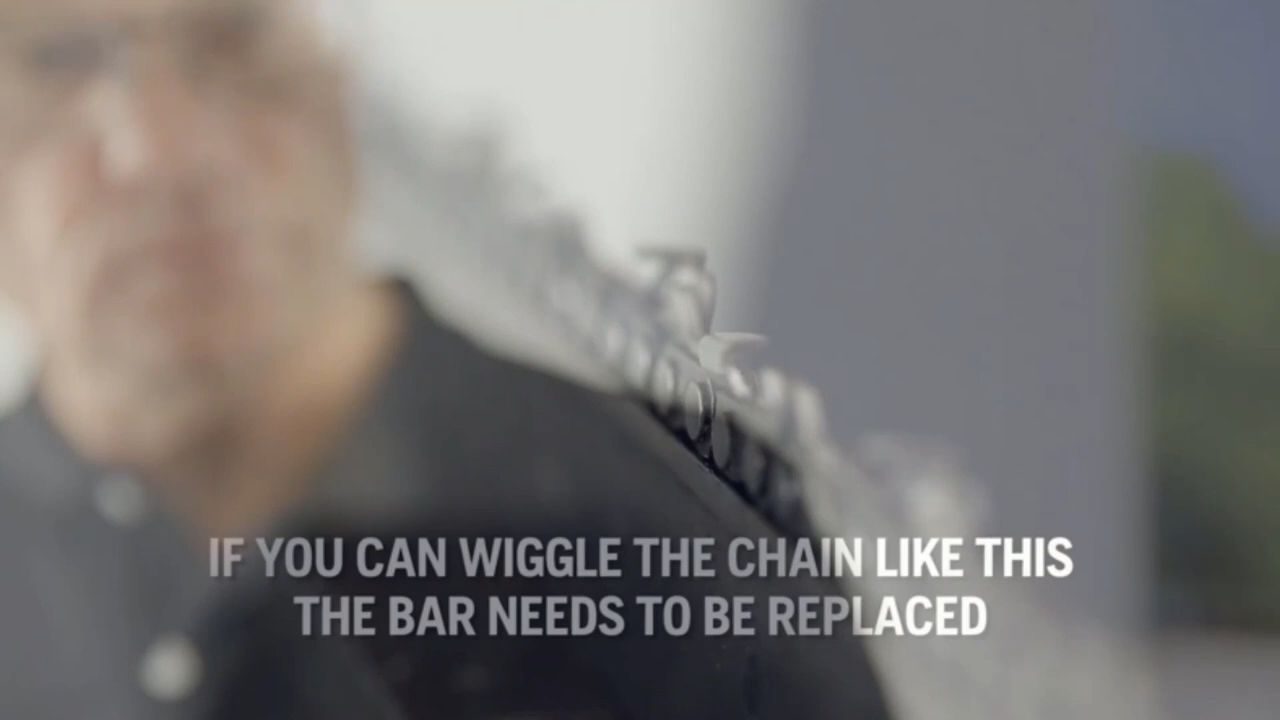 IF YOU CAN WIGGLE THE CHAIN LIKE THIS
THE BAR NEEDS TO BE REPLACED